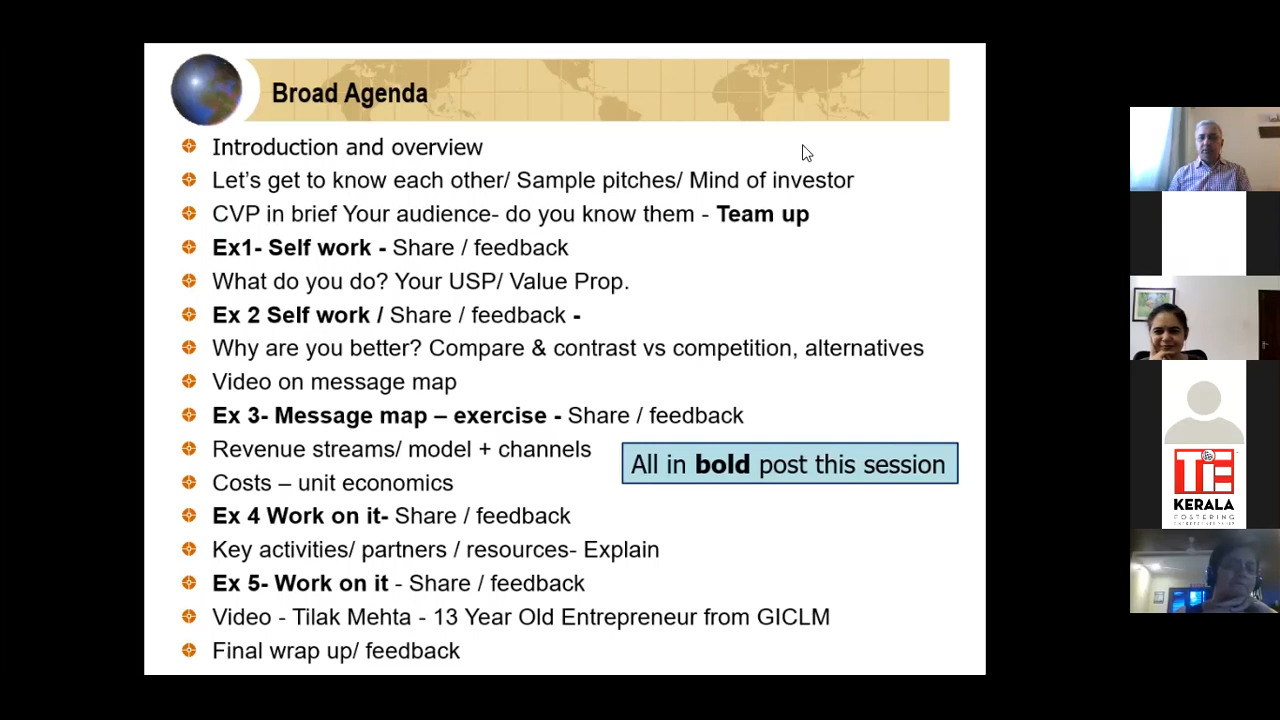 Broad Agenda
Introduction and overview
Let's get to know each other/ Sample pitches/ Mind of investor
CVP in brief Your audience- do you know them - Team up
Ex1- Self work - Share / feedback
What do you do? Your USP/ Value Prop.
Ex 2 Self work / Share / feedback -
Why are you better? Compare & contrast vs competition, alternatives
Video on message map
Ex 3- Message map – exercise - Share / feedback
Revenue streams/ model + channels
All in bold post this session
Costs – unit economics
Ex 4 Work on it- Share / feedback
Key activities/ partners / resources- Explain
Ex 5- Work on it - Share / feedback
Video - Tilak Mehta - 13 Year Old Entrepreneur from GICLM
Final wrap up/ feedback
TiE
KERALA
FOSTERING
ENTREPRENEURSHIP